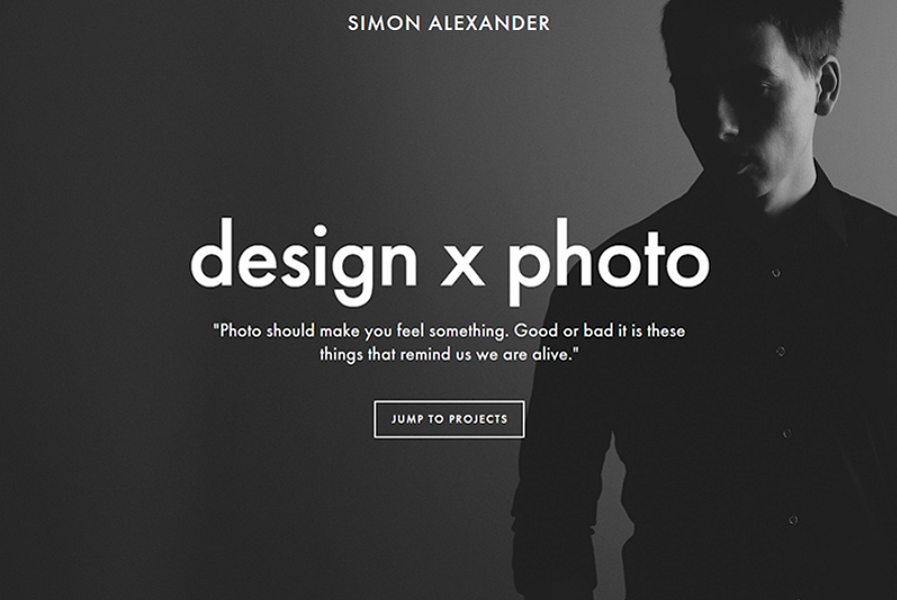 SIMON ALEXANDER
design x photo
"Photo should make you feel something. Good or bad it is these
things that remind us we are alive."
JUMP TO PROJECTS